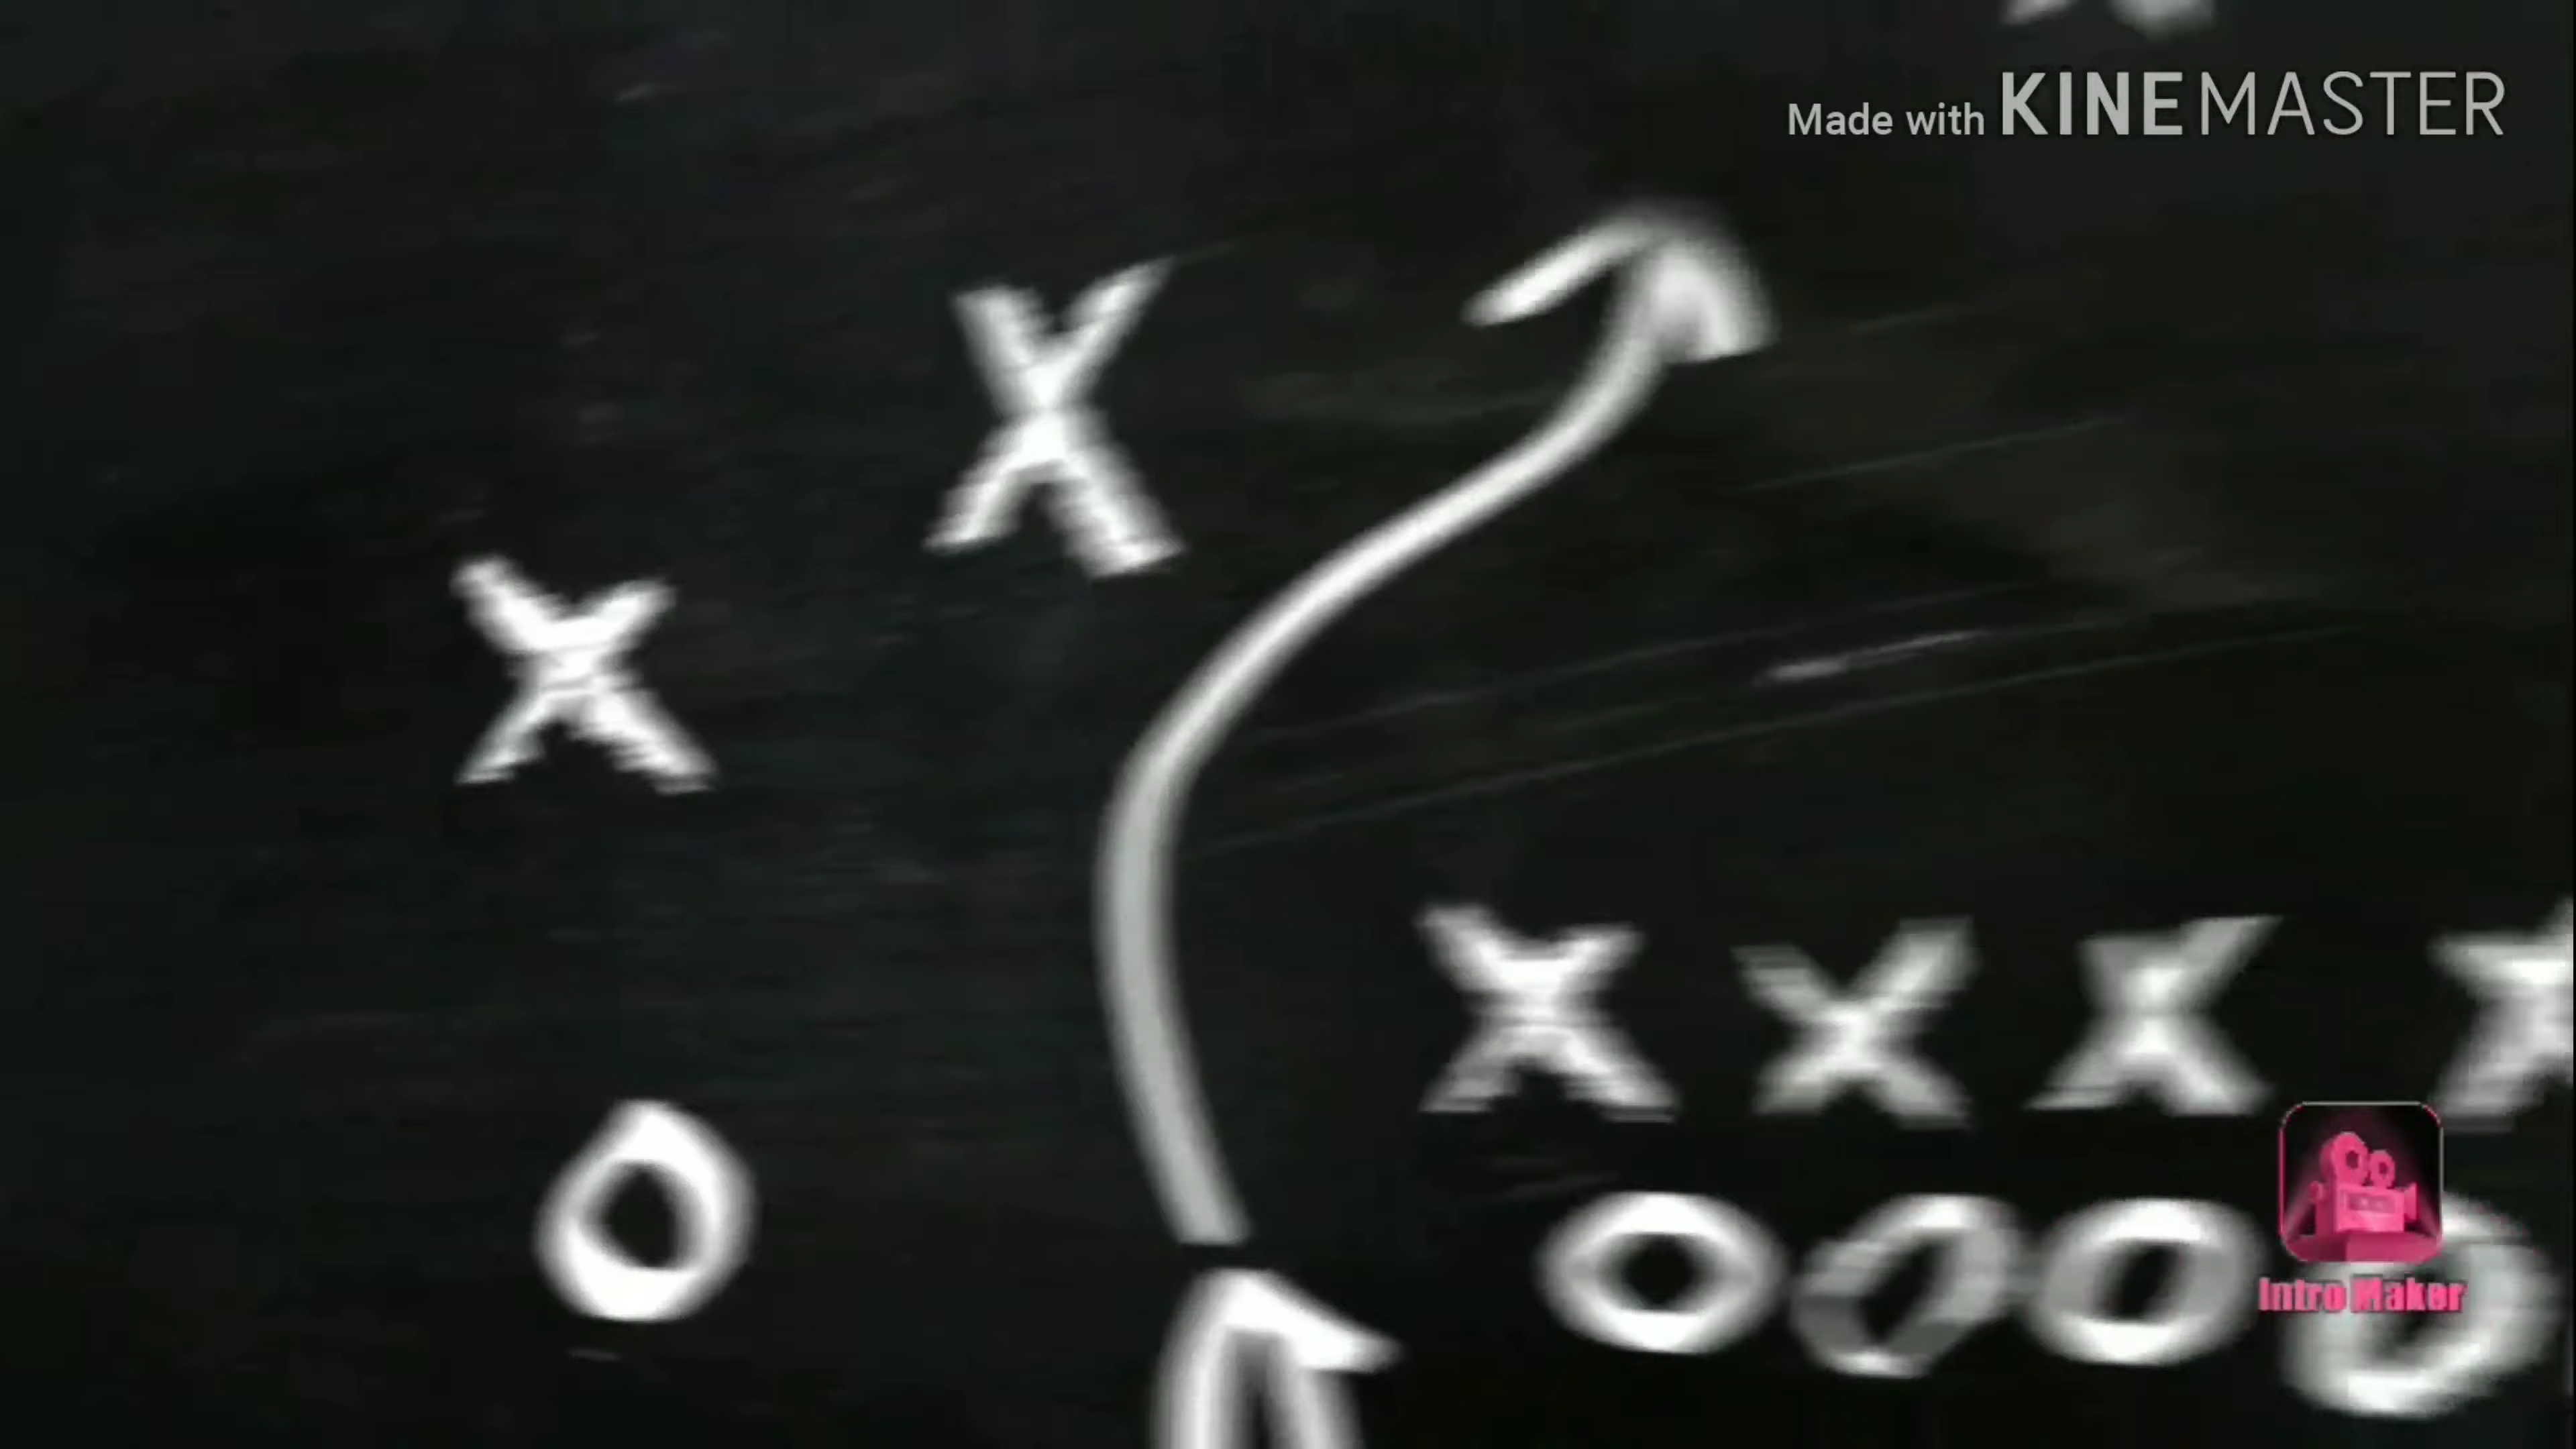 Made with KINEMASTER
X
X
X X X X
O
O O O O
Intro Maker